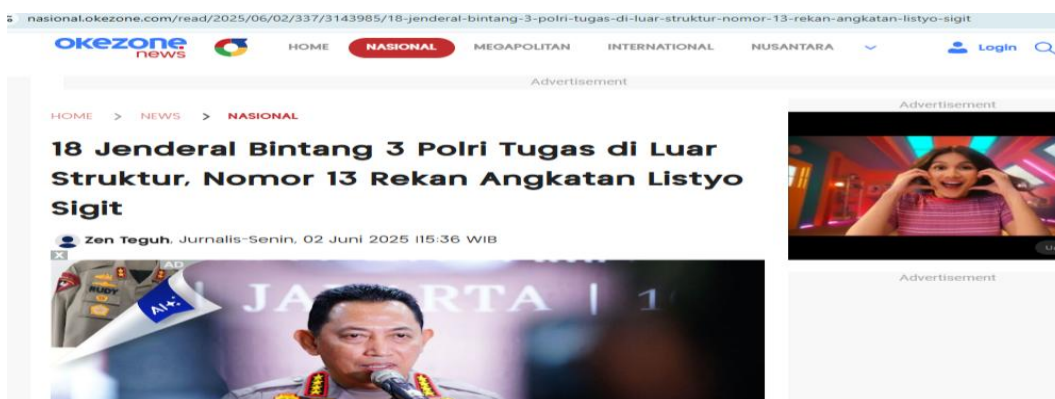 nasional.okezone.com/read/2025/06/02/337/3143985/18-jenderal-bintang-3-polri-tugas-di-luar-struktur-nomor-13-rekan-angkatan-listyo-sigit
okezone news HOME NASIONAL MEGAPOLITAN INTERNATIONAL NUSANTARA Login
Advertisement
HOME > NEWS > NASIONAL
Advertisement
18 Jenderal Bintang 3 Polri Tugas di Luar
Struktur, Nomor 13 Rekan Angkatan Listyo
Sigit
Zen Teguh, Jurnalis-Senin, 02 Juni 2025 |15:36 WIB
X
AD
RUDY
AI+:
JAKARTA | 1
Advertisement